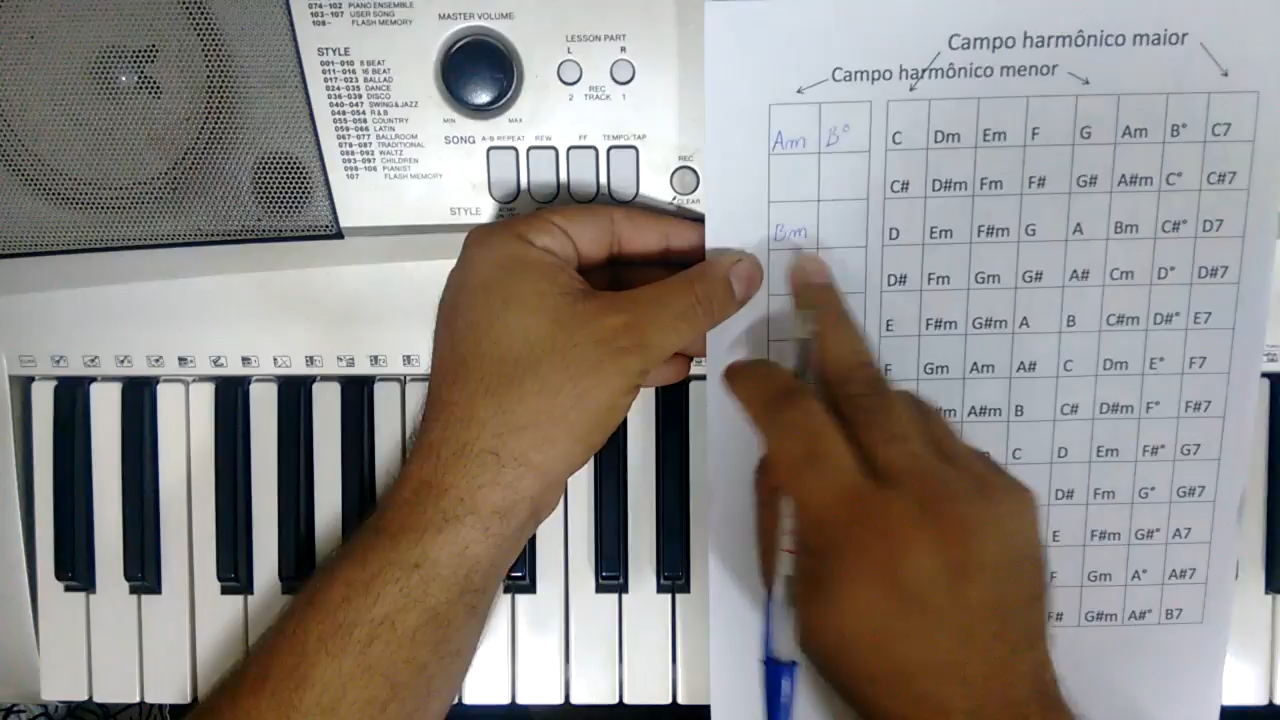 074-102 PIANO ENSEMBLE
103-107 USER SONG
108- FLASH MEMORY
STYLE
001-010 8 BEAT
011-016 16 BEAT
017-023 BALLAD
024-035 DANCE
036-039 DISCO
040-047 SWING&JAZZ
048-054 R&B
055-058 COUNTRY
059-066 LATIN
067-077 BALLROOM
078-087 TRADITIONAL
088-092 WALTZ
093-097 CHILDREN
098-106 PIANIST
107 FLASH MEMORY
MASTER VOLUME
MIN MAX
LESSON PART
L R
REC
2 TRACK 1
SONG A-B REPEAT REW FF TEMPO/TAP
REC
CLEAR
STYLE
Campo harmônico maior
Campo harmônico menor
Am B° C Dm Em F G Am B° C7
C# D#m Fm F# G# A#m C° C#7
Bm D Em F#m G A Bm C#° D7
D# Fm Gm G# A# Cm D° D#7
E F#m G#m A B C#m D#° E7
F Gm Am A# C Dm E° F7
A#m B C# D#m F° F#7
C D Em F#° G7
D# Fm G° G#7
E F#m G#° A7
F Gm A° A#7
F# G#m A#° B7